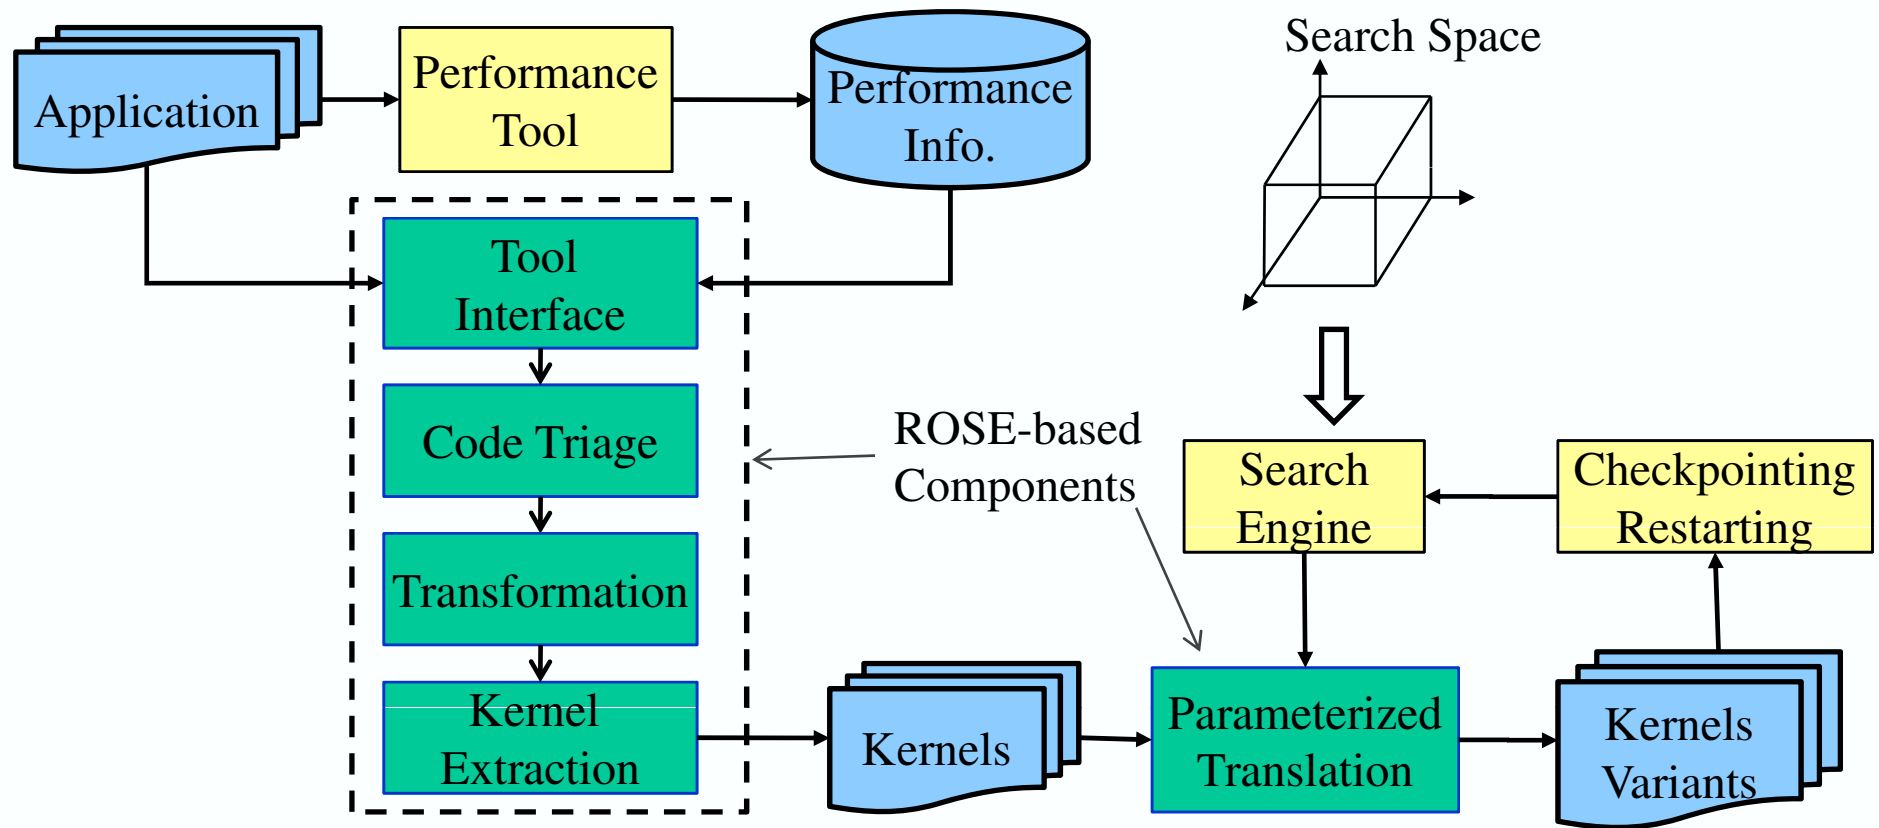 Application
Performance
Tool
Performance
Info.
Search Space
Tool
Interface
Code Triage
Transformation
Kernel
Extraction
ROSE-based
Components
Search
Engine
Checkpointing
Restarting
Kernels
Parameterized
Translation
Kernels
Variants